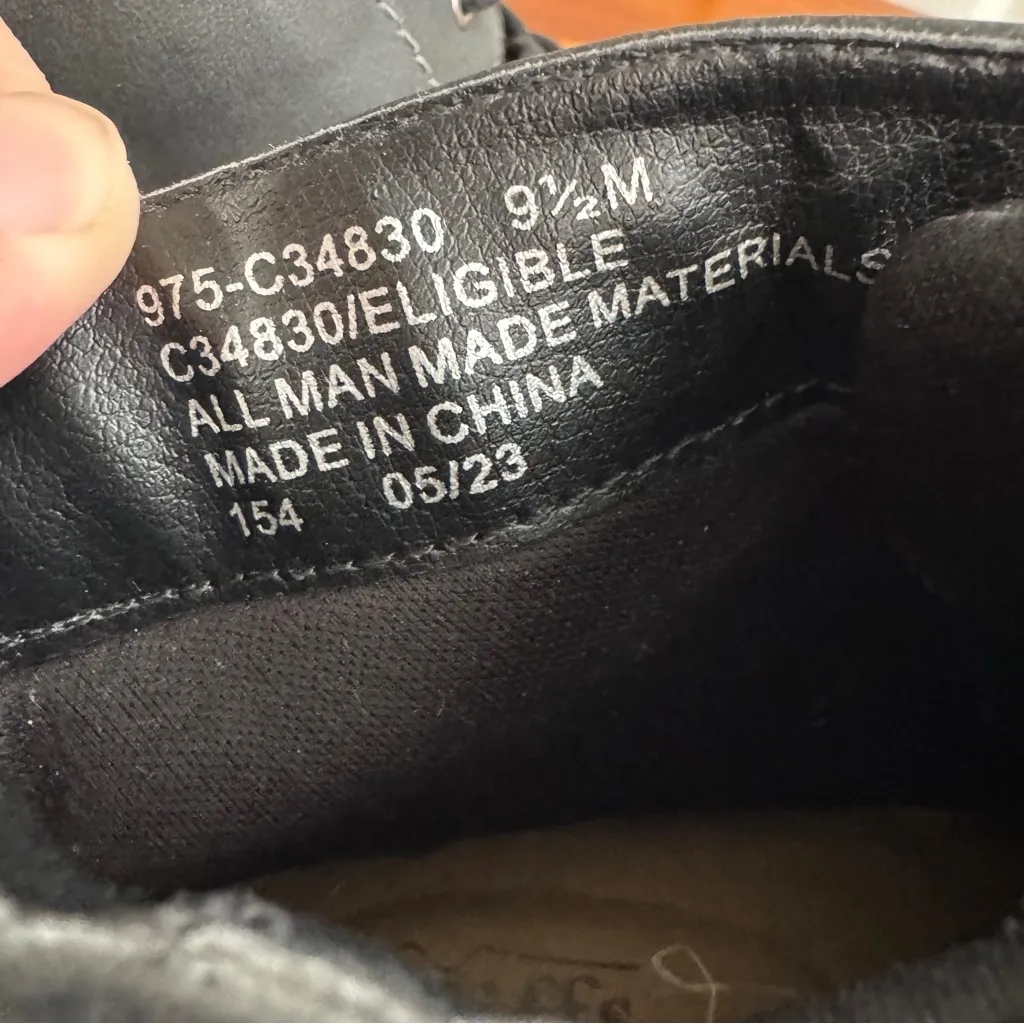 975-C34830 9½M
C34830/ELIGIBLE
ALL MAN MADE MATERIALS
MADE IN CHINA
154 05/23